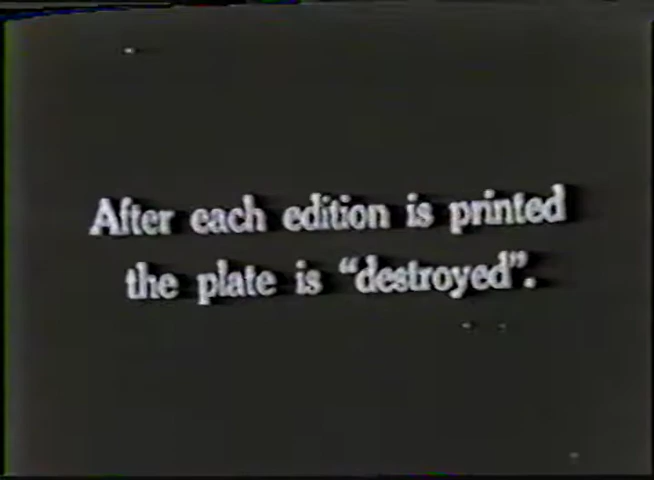 After each edition is printed
the plate is “destroyed”.